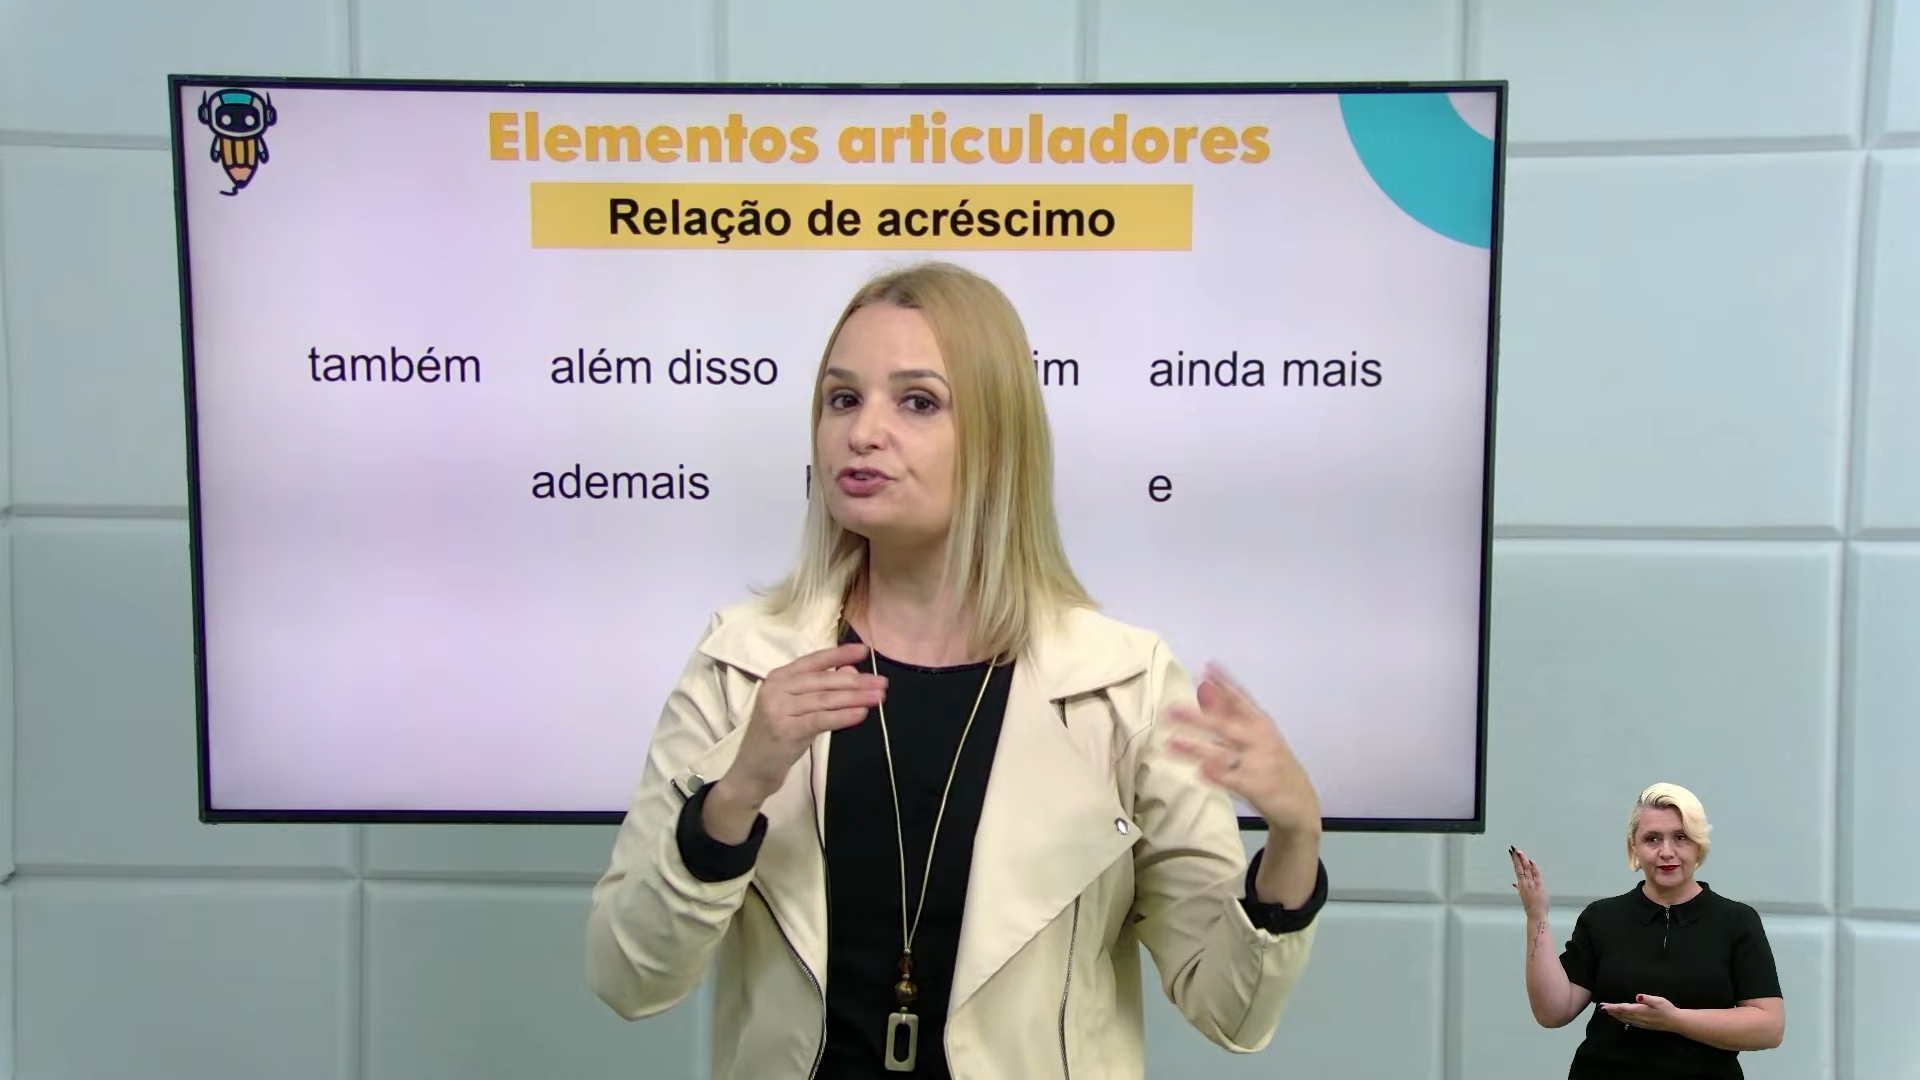 Elementos articuladores
Relação de acréscimo
também além disso ainda mais
ademais e